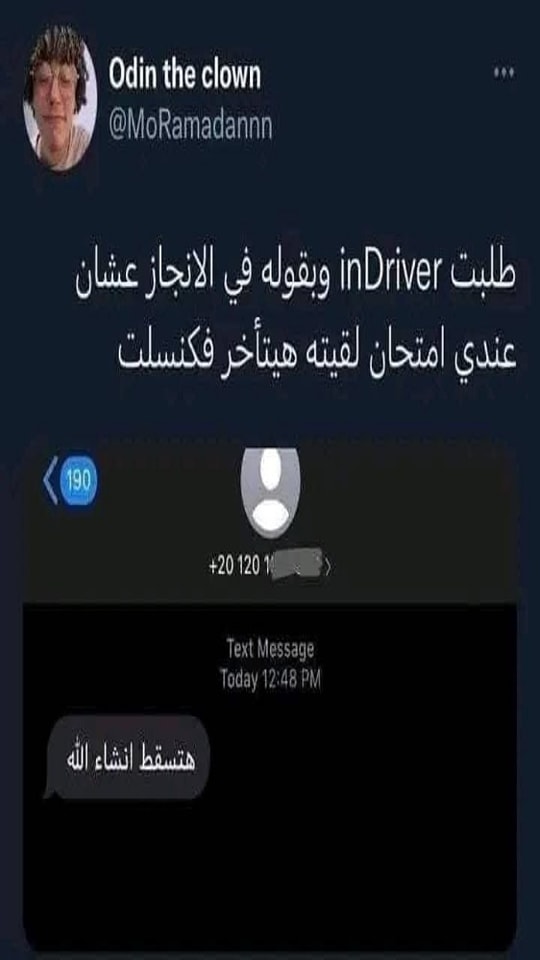 Odin the clown
@MoRamadannn
طلبت inDriver وبقوله في الانجاز عشان
عندي امتحان لقيته هيتأخر فكنسلت
190
+20 120 1
Text Message
Today 12:48 PM
هتسقط انشاء الله